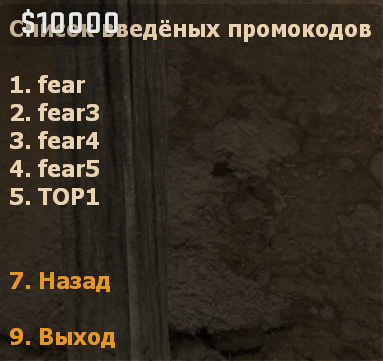 $10000
Список введёных промокодов
1. fear
2. fear3
3. fear4
4. fear5
5. TOP1
7. Назад
9. Выход